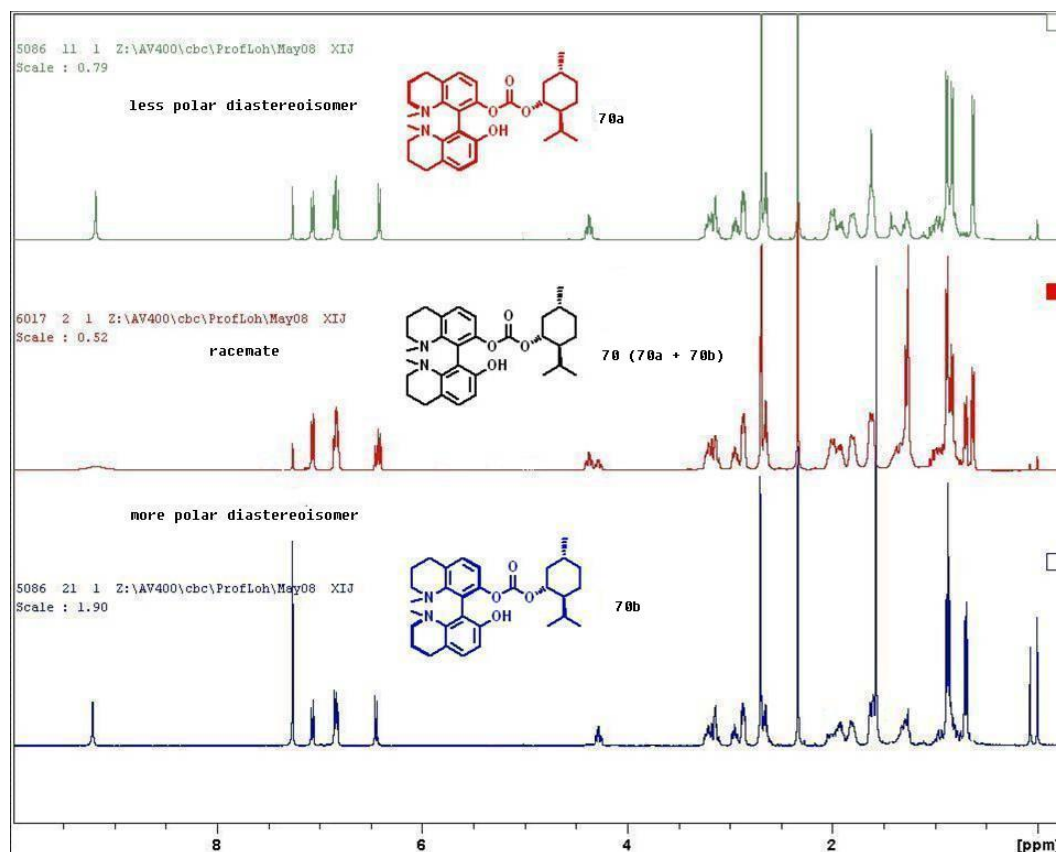 5086 11 1 Z:\AV400\cbc\ProfLoh\May08 XIJ
Scale : 0.79
less polar diastereoisomer
O
O
O
N
N
OH
70a
6017 2 1 Z:\AV400\cbc\ProfLoh\May08 XIJ
Scale : 0.52
racemate
O
O
O
N
N
OH
70 (70a + 70b)
more polar diastereoisomer
5086 21 1 Z:\AV400\cbc\ProfLoh\May08 XIJ
Scale : 1.90
O
O
O
N
N
OH
70b
8 6 4 2 [ppm]